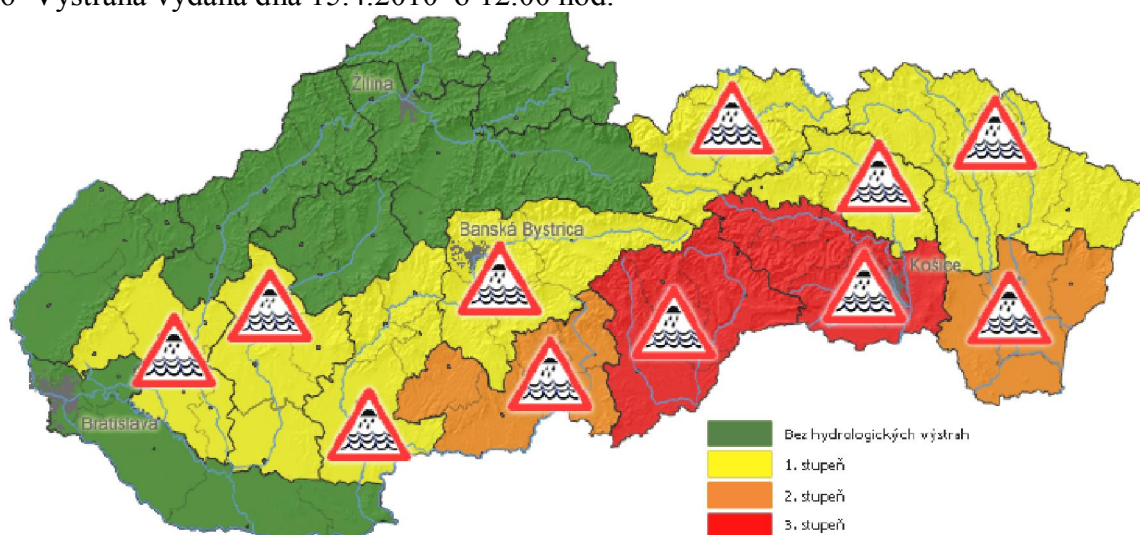 o Výstraha vydaná dňa 15.4.2010 o 12.00 hod.
Žilina
Banská Bystrica
Košice
Bratislava
Bez hydrologických výstrah
1. stupeň
2. stupeň
3. stupeň